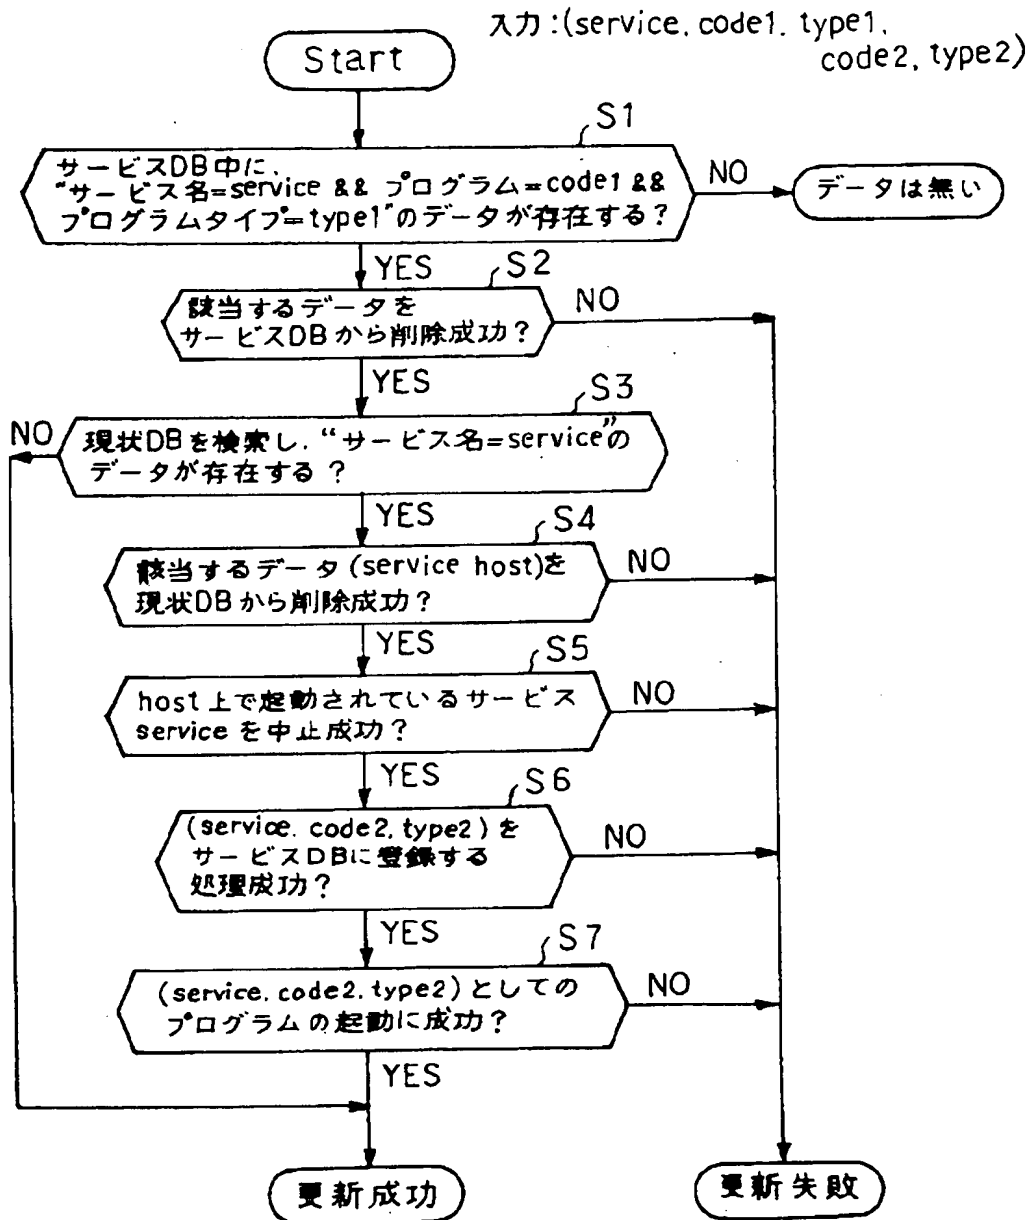 入力:(service, code1, type1,
code2, type2)
Start
S1
サービスDB中に、
"サービス名=service && プログラム=code1 &&
プログラムタイプ=type1"のデータが存在する?
NO
データは無い
YES
S2
該当するデータを
サービスDBから削除成功?
NO
YES
S3
NO
現状DBを検索し、“サービス名=service”の
データが存在する?
YES
S4
該当するデータ(service host)を
現状DBから削除成功?
NO
YES
S5
host上で起動されているサービス
serviceを中止成功?
NO
YES
S6
(service, code2, type2)を
サービスDBに登録する
処理成功?
NO
YES
S7
(service, code2, type2)としての
プログラムの起動に成功?
NO
YES
更新成功
更新失敗